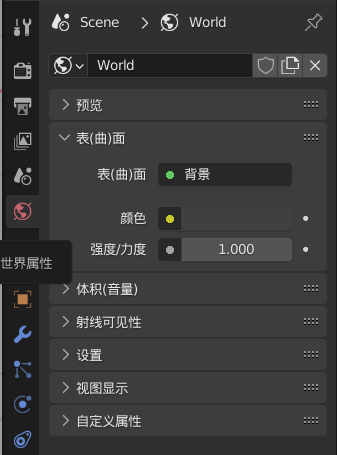 Scene > World
World
预览
表(曲)面
表(曲)面 背景
颜色
强度/力度 1.000
世界属性
体积(音量)
射线可见性
设置
视图显示
自定义属性